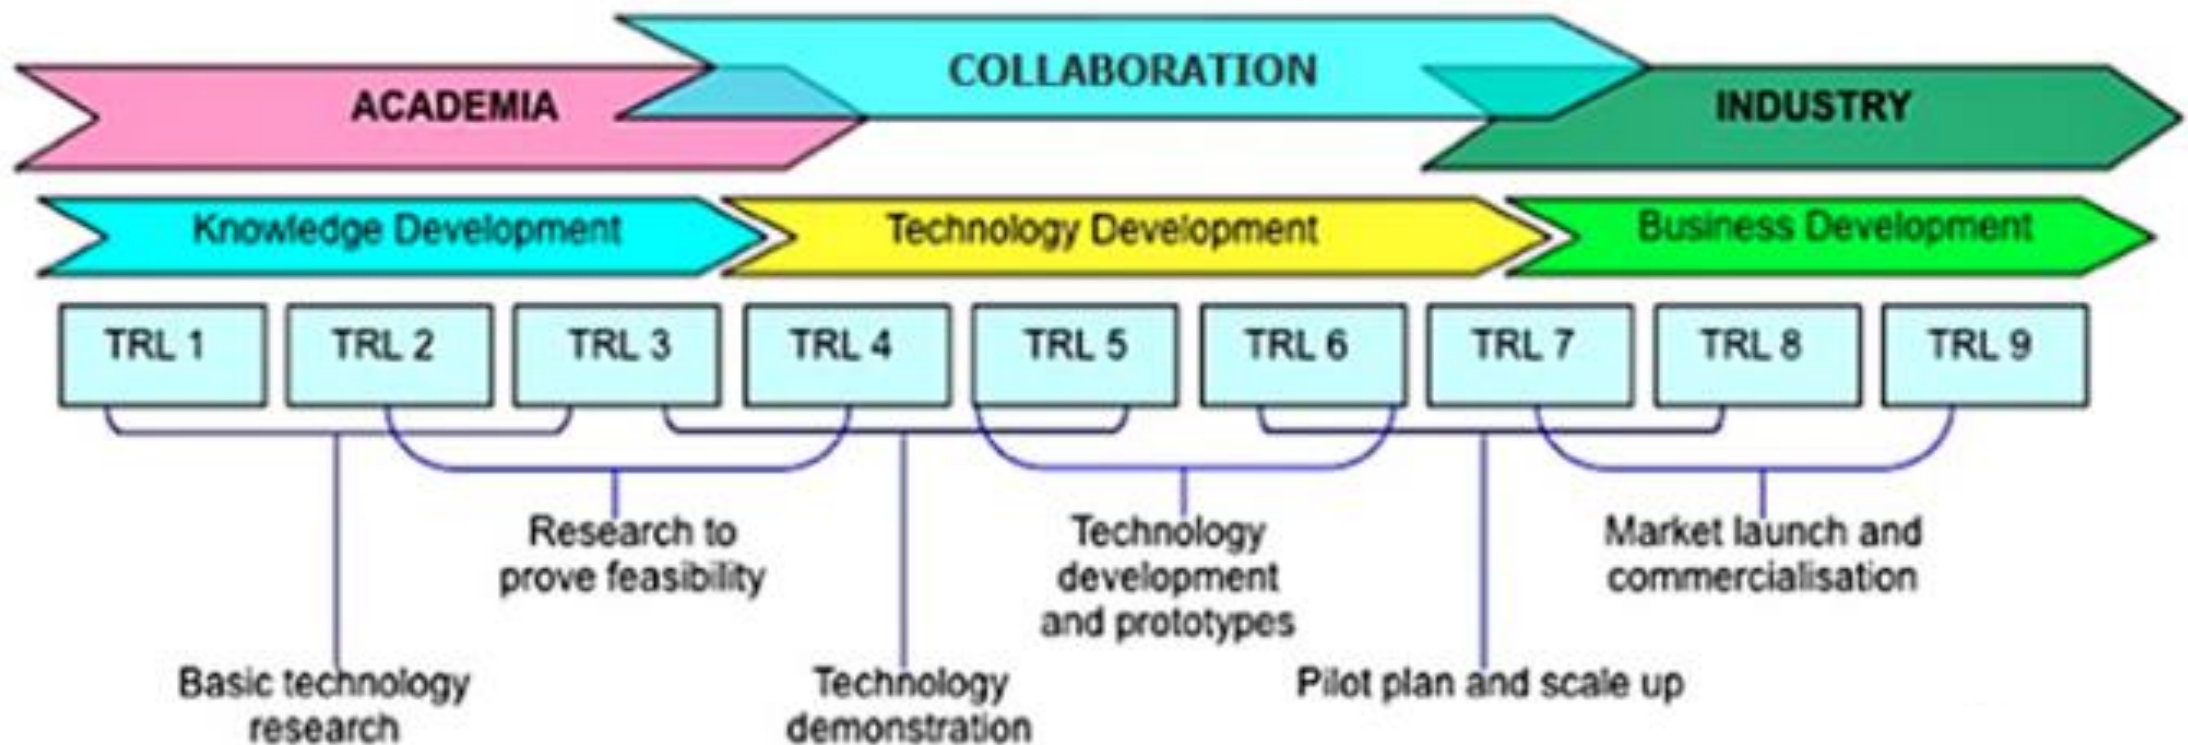 COLLABORATION
ACADEMIA
INDUSTRY
Knowledge Development
Technology Development
Business Development
TRL 1
TRL 2
TRL 3
TRL 4
TRL 5
TRL 6
TRL 7
TRL 8
TRL 9
Research to
prove feasibility
Technology
development
and prototypes
Market launch and
commercialisation
Basic technology
research
Technology
demonstration
Pilot plan and scale up